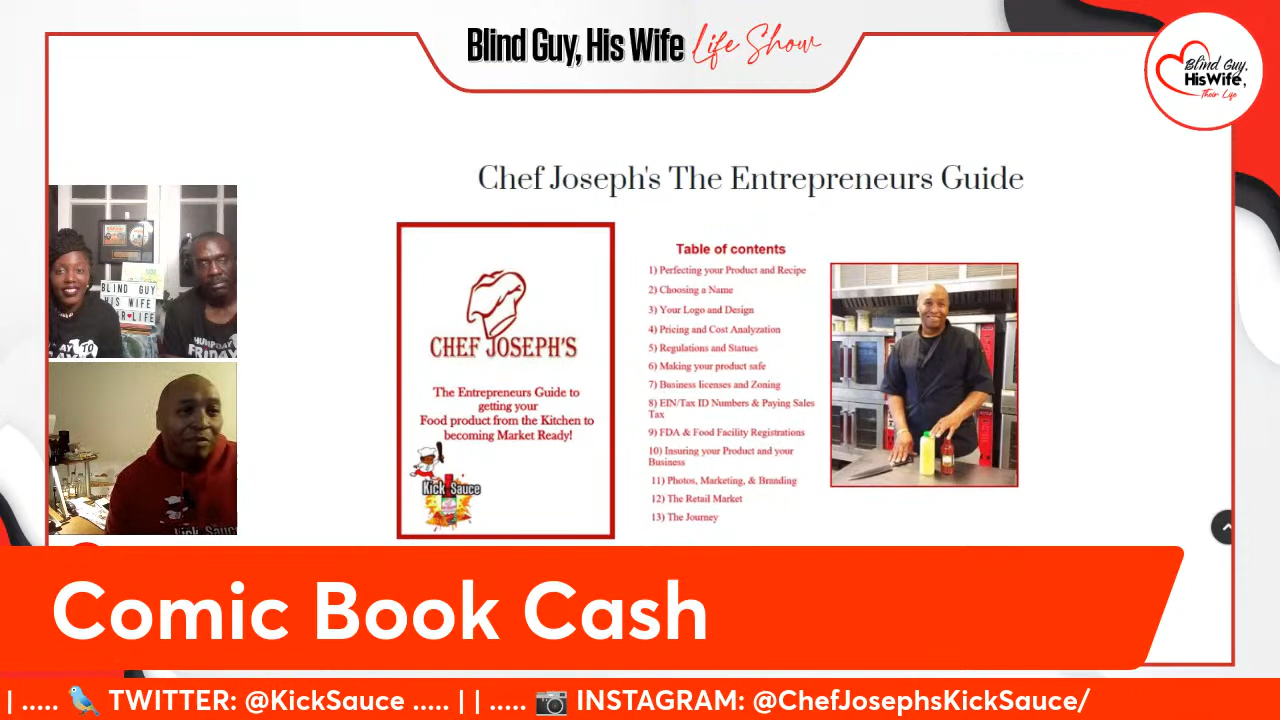 Blind Guy, His Wife Life Show
Blind Guy,
His Wife,
Their Life
Chef Joseph's The Entrepreneurs Guide
CHEF JOSEPH'S
The Entrepreneurs Guide to
getting your
Food product from the Kitchen to
becoming Market Ready!
Kick Sauce
Table of contents
1) Perfecting your Product and Recipe
2) Choosing a Name
3) Your Logo and Design
4) Pricing and Cost Analyzation
5) Regulations and Statues
6) Making your product safe
7) Business licenses and Zoning
8) EIN/Tax ID Numbers & Paying Sales
Tax
9) FDA & Food Facility Registrations
10) Insuring your Product and your
Business
11) Photos, Marketing, & Branding
12) The Retail Market
13) The Journey
BLIND GUY
HIS WIFE
LIFE
TO
HUMPDAY
FRIDAY
Kick Sauce
Comic Book Cash
| ..... TWITTER: @KickSauce ..... | | ..... INSTAGRAM: @ChefJosephsKickSauce/